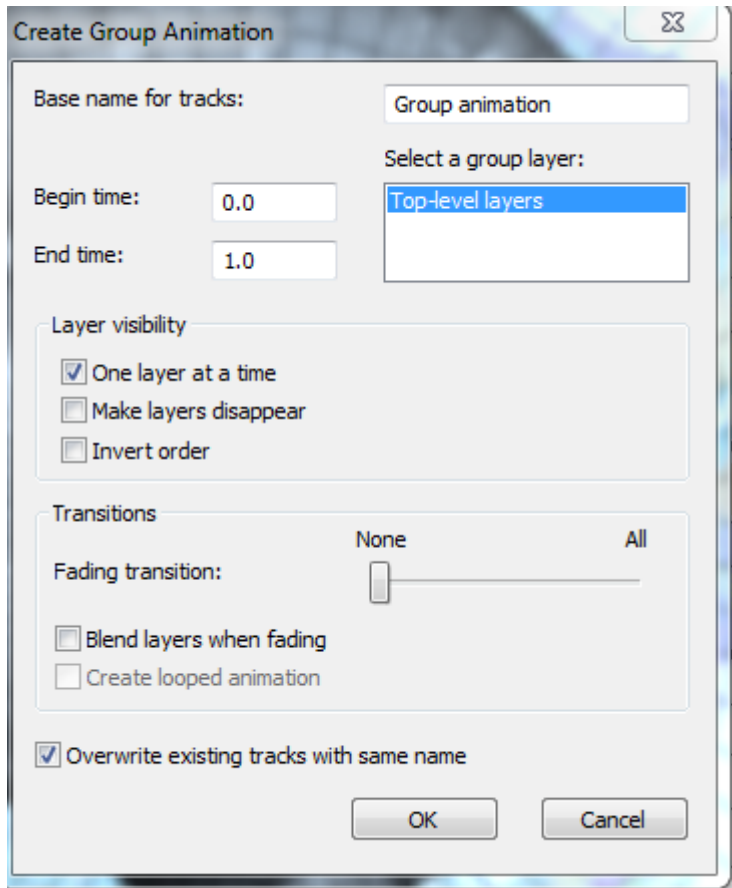 Create Group Animation
Base name for tracks:
Group animation
Select a group layer:
Begin time:
0.0
Top-level layers
End time:
1.0
Layer visibility
One layer at a time
Make layers disappear
Invert order
Transitions
None
All
Fading transition:
Blend layers when fading
Create looped animation
Overwrite existing tracks with same name
OK
Cancel